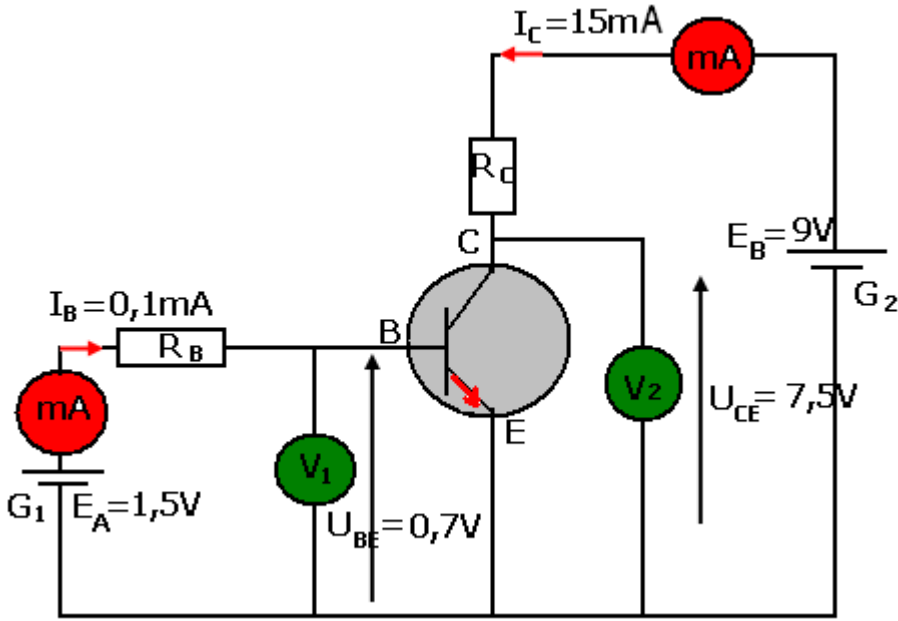 I_C=15mA
mA
R_C
C
E_B=9V
G_2
I_B=0,1mA
B
R_B
mA
V_2
U_CE=7,5V
E
V_1
G_1
E_A=1,5V
U_BE=0,7V